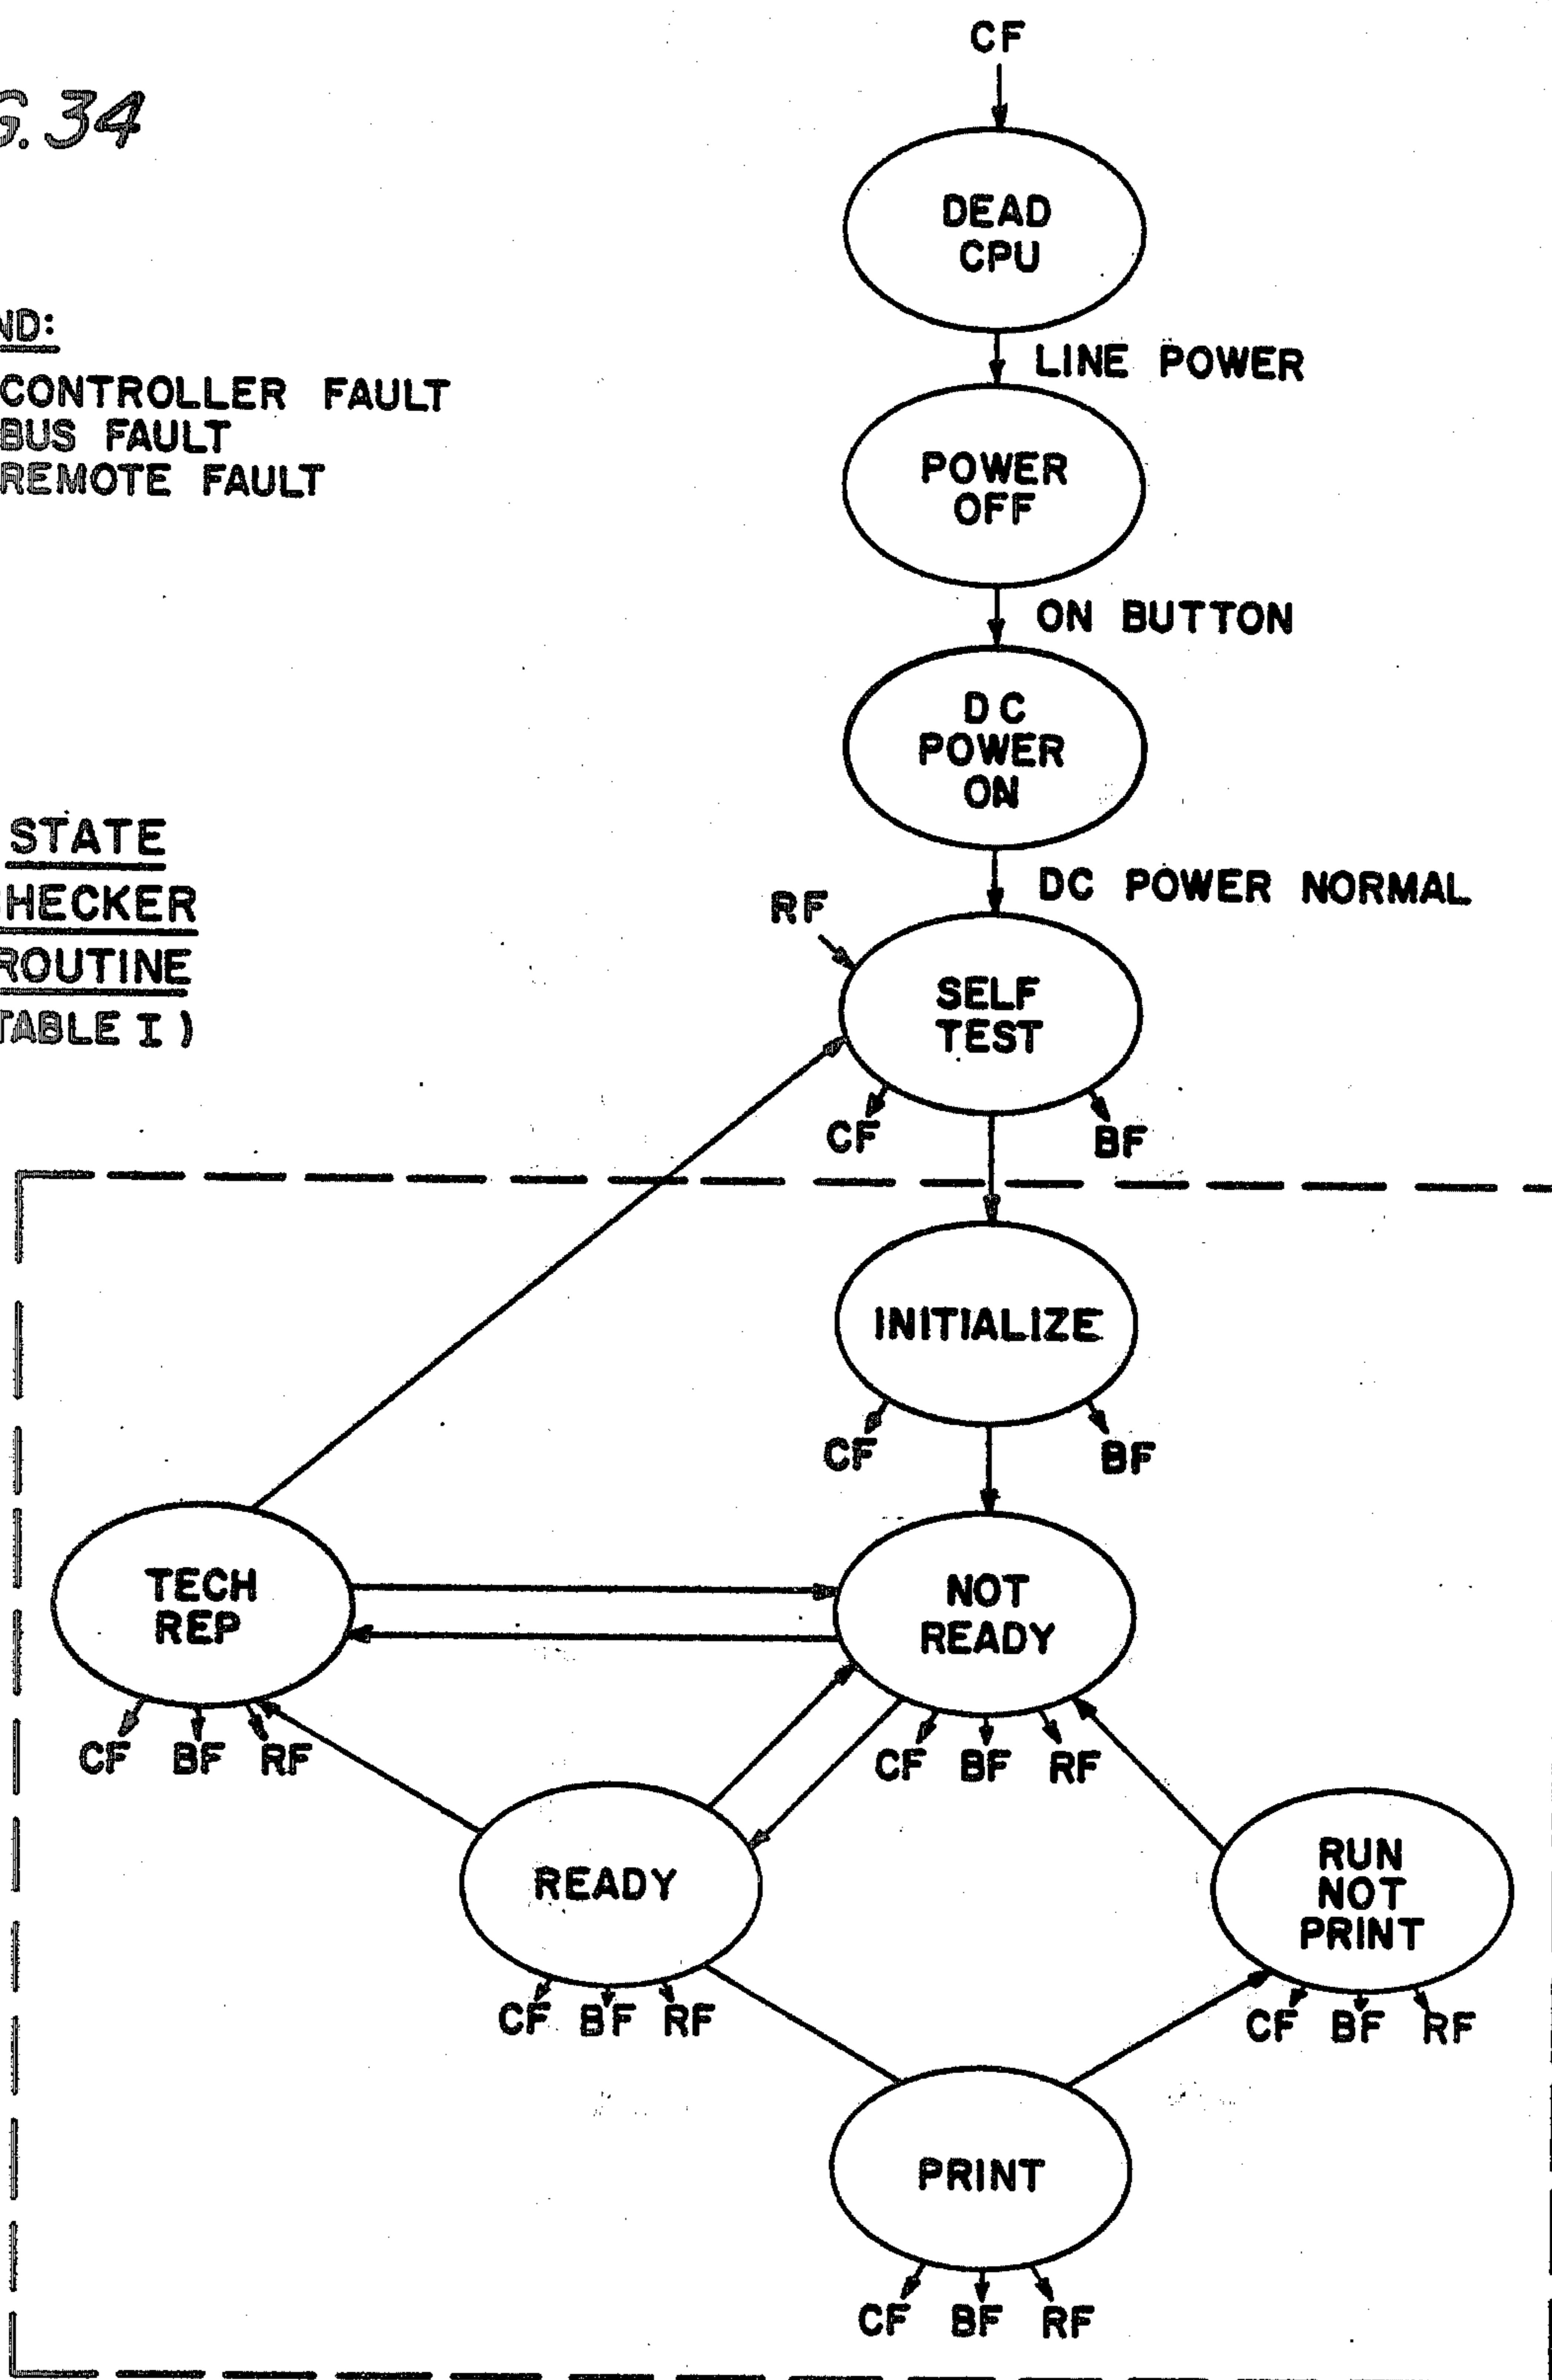 CF
G. 34
DEAD
CPU
ND:
CONTROLLER FAULT
BUS FAULT
REMOTE FAULT
LINE POWER
POWER
OFF
ON BUTTON
DC
POWER
ON
STATE
HECKER
ROUTINE
TABLE I )
DC POWER NORMAL
RF
SELF
TEST
CF BF
INITIALIZE
CF BF
TECH
REP
NOT
READY
CF BF RF
CF BF RF
READY
RUN
NOT
PRINT
CF BF RF
CF BF RF
PRINT
CF BF RF